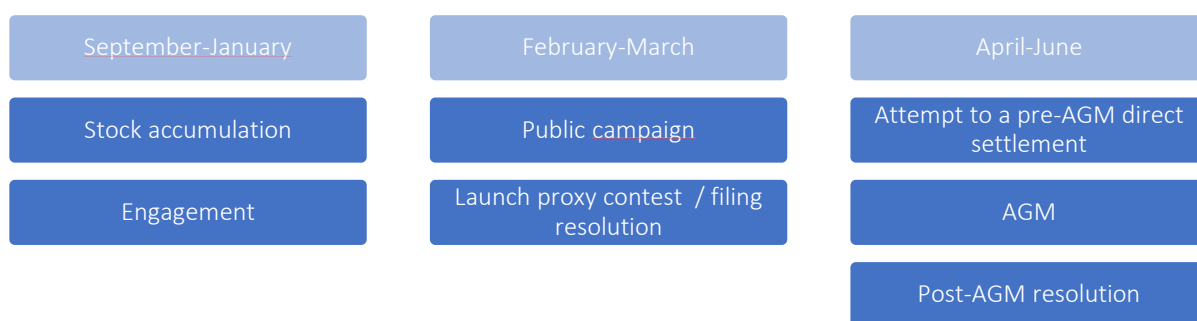 September-January
Stock accumulation
Engagement
February-March
Public campaign
Launch proxy contest / filing
resolution
April-June
Attempt to a pre-AGM direct
settlement
AGM
Post-AGM resolution